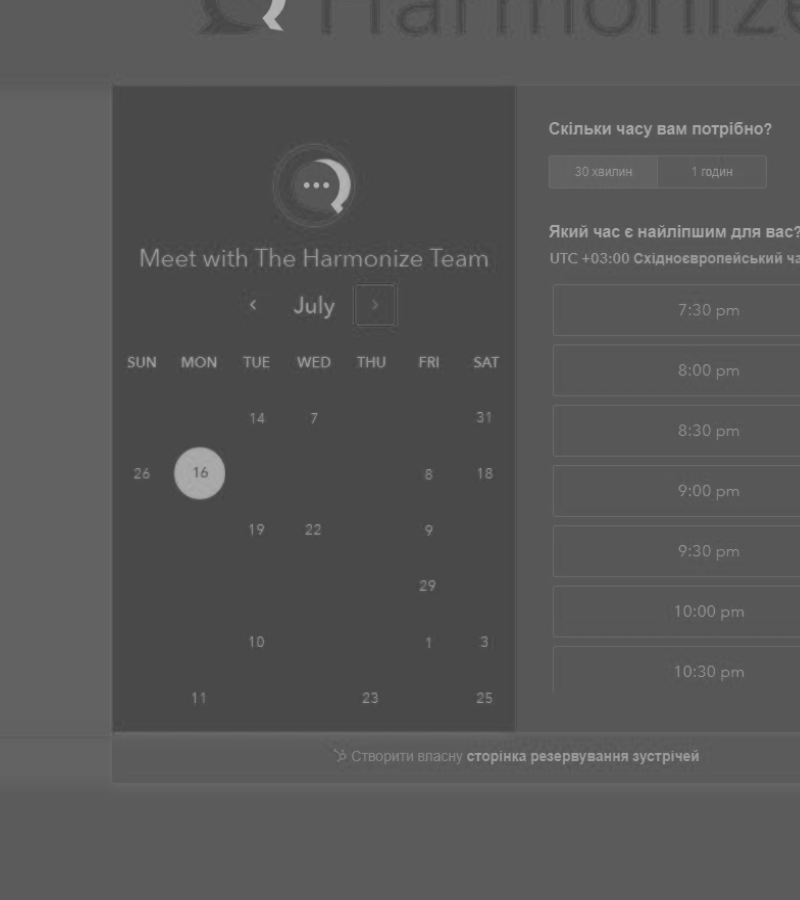 Harmonize
Meet with The Harmonize Team
July
SUN MON TUE WED THU FRI SAT
14 7 31
26 16 8 18
19 22 9
29
10 1 3
11 23 25
Скільки часу вам потрібно?
30 хвилин 1 годин
Який час є найліпшим для вас?
UTC +03:00 Східноєвропейський ча
7:30 pm
8:00 pm
8:30 pm
9:00 pm
9:30 pm
10:00 pm
10:30 pm
Створити власну сторінка резервування зустрічей